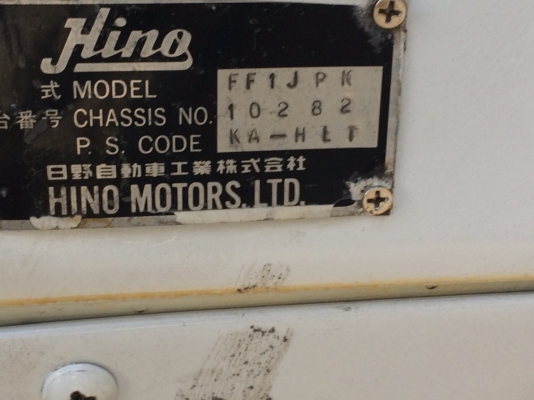 Hino
式 MODEL FF1JPK
台番号 CHASSIS NO. 10282
P. S. CODE KA-HLT
日野自動車工業株式会社
HINO MOTORS, LTD.